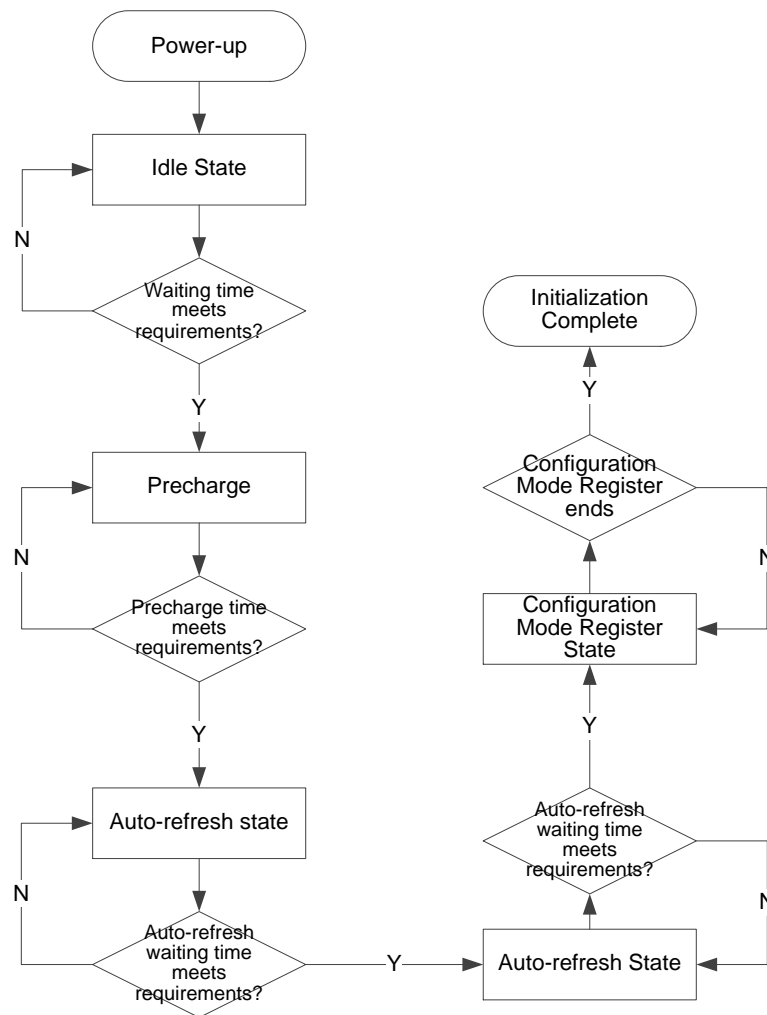 Power-up
Idle State
N
Waiting time
meets
requirements?
Y
Precharge
N
Precharge time
meets
requirements?
Y
Auto-refresh state
N
Auto-refresh
waiting time
meets
requirements?
Y
Auto-refresh State
N
Auto-refresh
waiting time
meets
requirements?
Y
Configuration
Mode Register
State
N
Configuration
Mode Register
ends
Y
Initialization
Complete